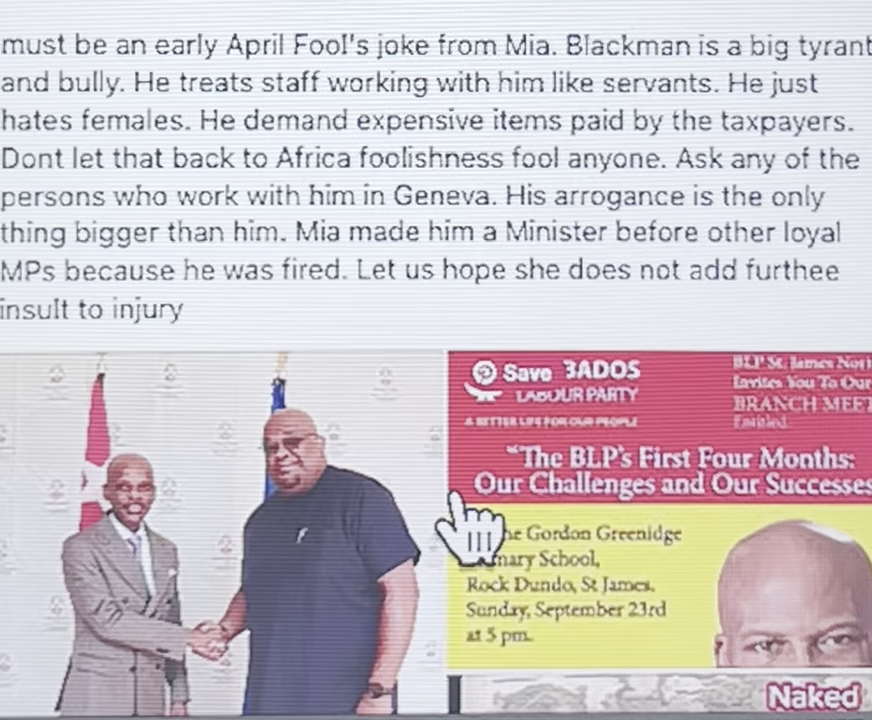 must be an early April Fool's joke from Mia. Blackman is a big tyrant
and bully. He treats staff working with him like servants. He just
hates females. He demand expensive items paid by the taxpayers.
Dont let that back to Africa foolishness fool anyone. Ask any of the
persons who work with him in Geneva. His arrogance is the only
thing bigger than him. Mia made him a Minister before other loyal
MPs because he was fired. Let us hope she does not add furthee
insult to injury
Save BADOS
LABOUR PARTY
A BETTER LIFE FOR OUR PEOPLE
BLP St. James Nort
Invites You To Our
BRANCH MEET
Entitled
"The BLP's First Four Months:
Our Challenges and Our Successes
he Gordon Greenidge
mary School,
Rock Dundo, St James,
Sunday, September 23rd
at 5 pm.
Naked